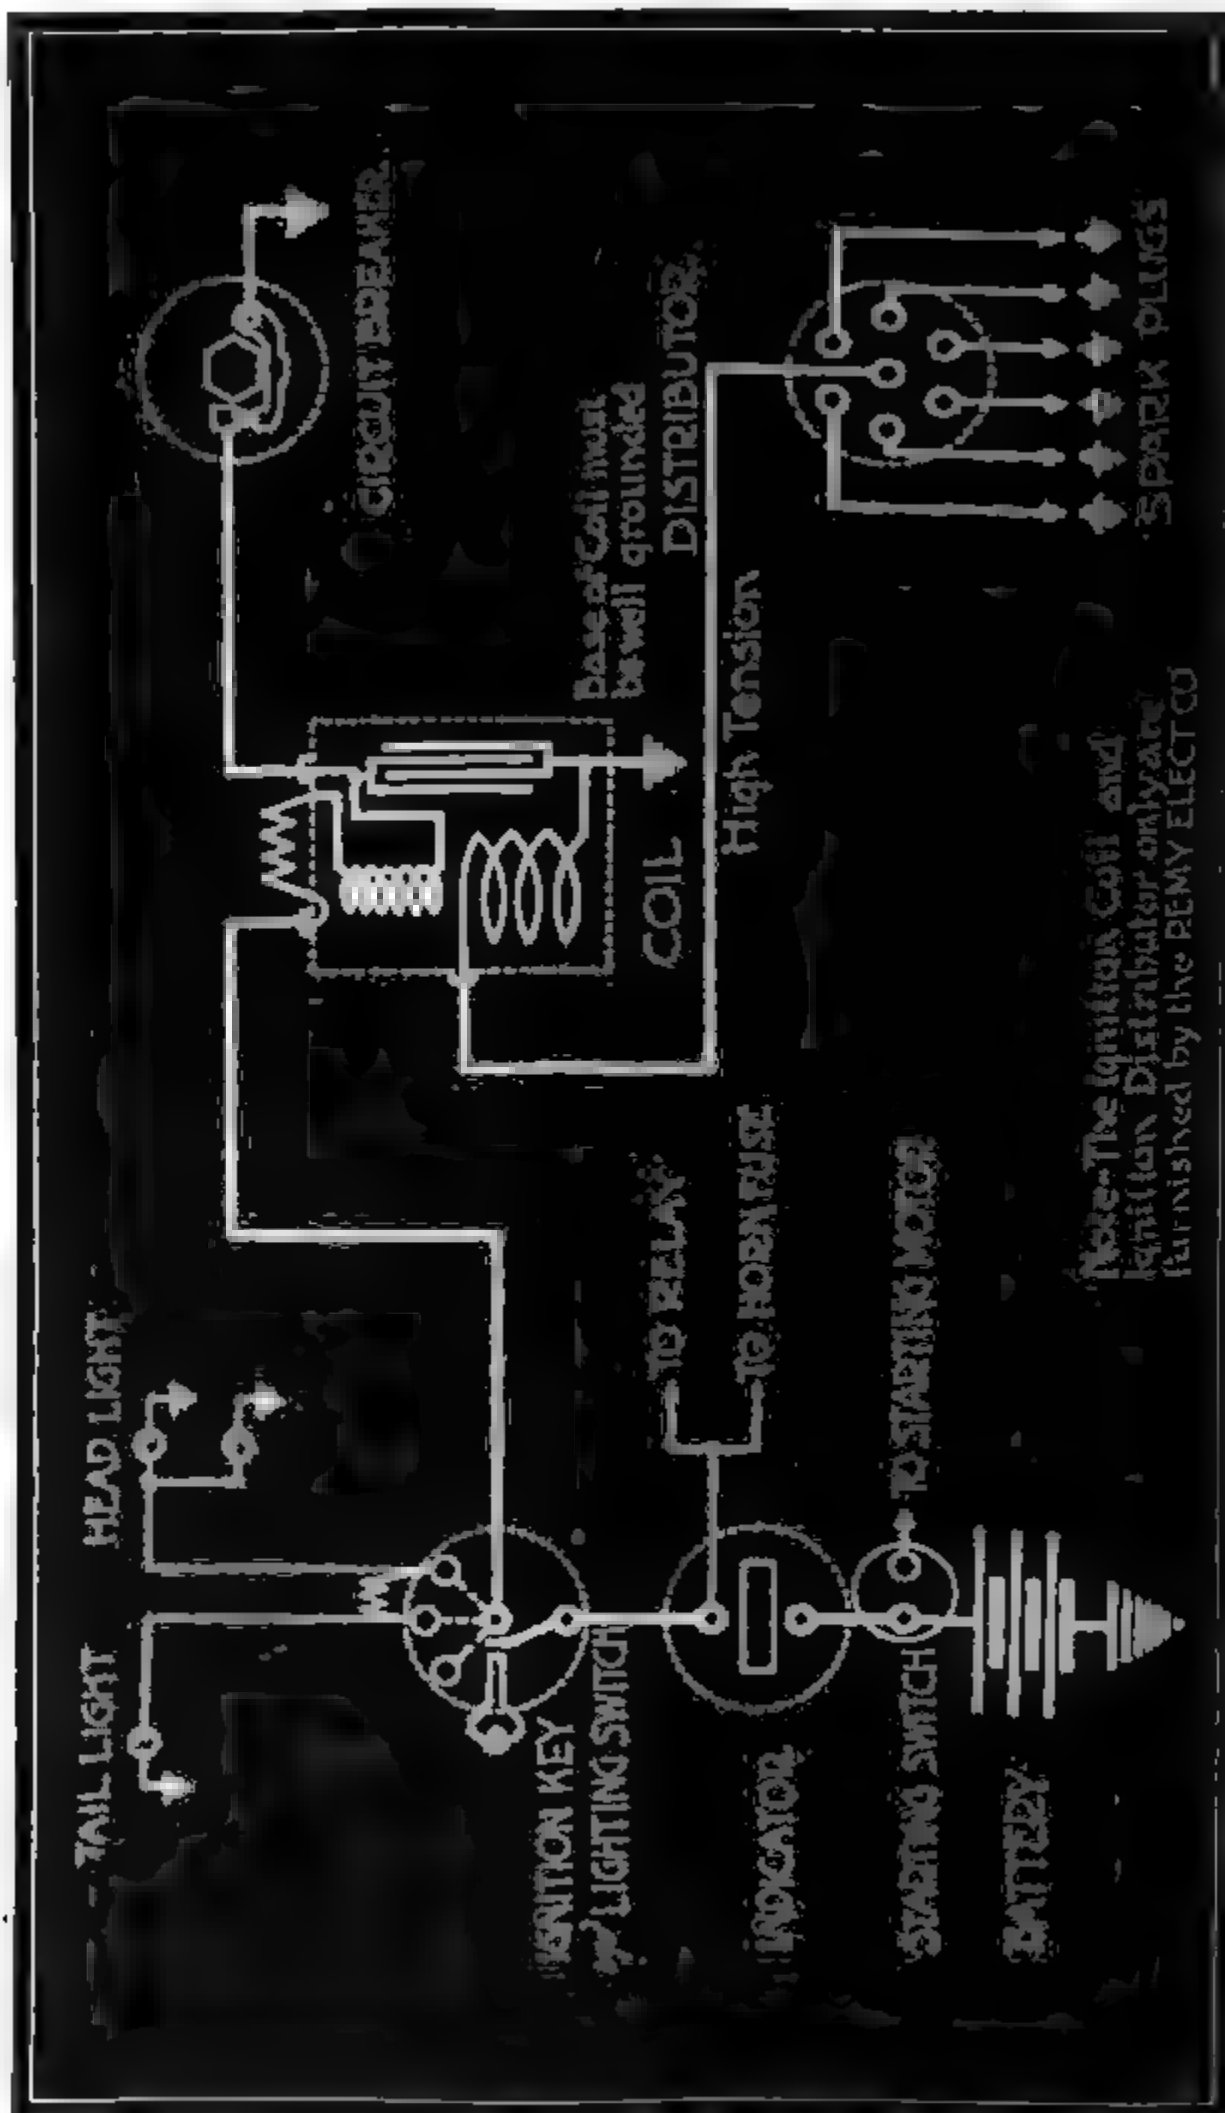 TAIL LIGHT
HEAD LIGHT
CIRCUIT BREAKER
IGNITION KEY
LIGHTING SWITCH
COIL
Base of Coil must
be well grounded
DISTRIBUTOR
TO RELAY
TO HORN FUSE
High Tension
INDICATOR
STARTING SWITCH
TO STARTING MOTOR
BATTERY
SPARK PLUGS
Note-The Ignition Coil and
Ignition Distributor only are
furnished by the REMY ELECT CO